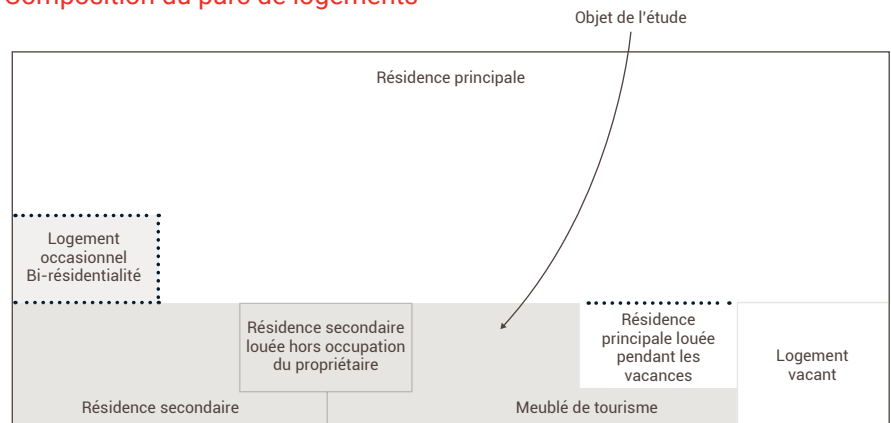 Composition du parc de logements
Objet de l'étude
Résidence principale
Logement
occasionnel
Bi-résidentialité
Résidence secondaire
louée hors occupation
du propriétaire
Résidence
principale louée
pendant les
vacances
Logement
vacant
Résidence secondaire
Meublé de tourisme